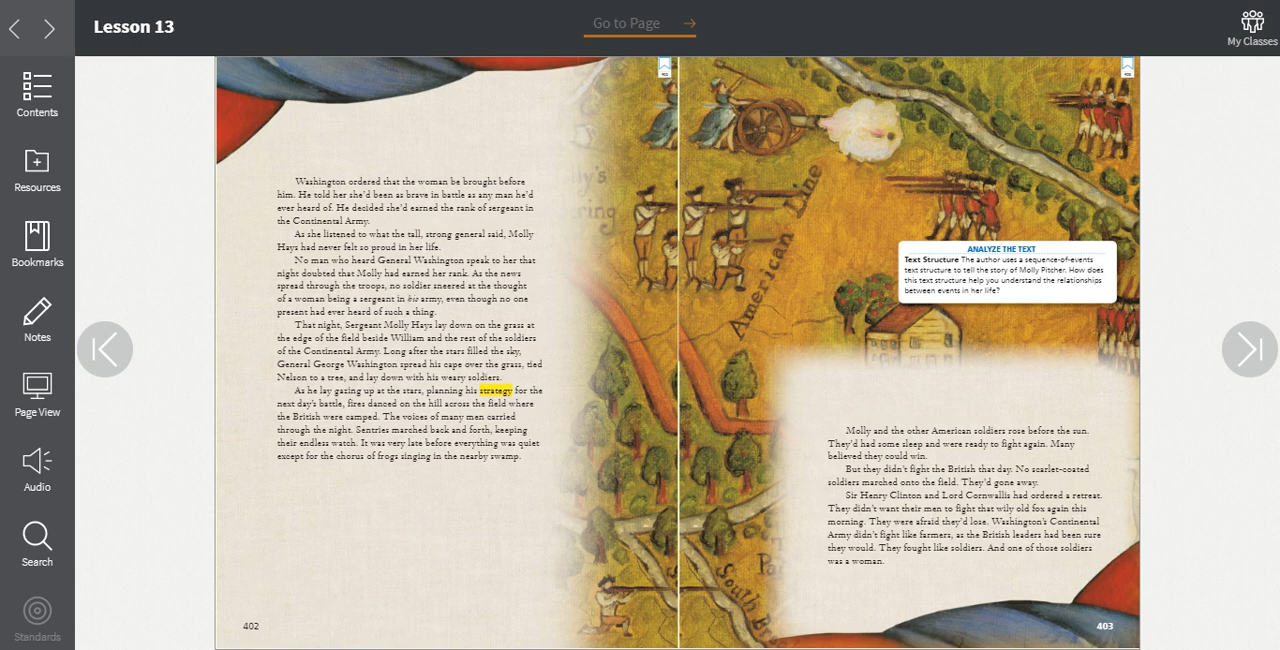 Lesson 13
Go to Page
My Classes
Contents
Resources
Bookmarks
Notes
Page View
Audio
Search
Standards
Washington ordered that the woman be brought before
him. He told her she'd been as brave in battle as any man he'd
ever heard of. He decided she'd earned the rank of sergeant in
the Continental Army.
As she listened to what the tall, strong general said, Molly
Hays had never felt so proud in her life.
No man who heard General Washington speak to her that
night doubted that Molly had earned her rank. As the news
spread through the troops, no soldier sneered at the thought
of a woman being a sergeant in his army, even though no one
present had ever heard of such a thing.
That night, Sergeant Molly Hays lay down on the grass at
the edge of the field beside William and the rest of the soldiers
of the Continental Army. Long after the stars filled the sky,
General George Washington spread his cape over the grass, tied
Nelson to a tree, and lay down with his weary soldiers.
As he lay gazing up at the stars, planning his strategy for the
next day's battle, fires danced on the hill across the field where
the British were camped. The voices of many men carried
through the night. Sentries marched back and forth, keeping
their endless watch. It was very late before everything was quiet
except for the chorus of frogs singing in the nearby swamp.
402
American Line
ANALYZE THE TEXT
Text Structure The author uses a sequence-of-events
text structure to tell the story of Molly Pitcher. How does
this text structure help you understand the relationships
between events in her life?
Molly and the other American soldiers rose before the sun.
They'd had some sleep and were ready to fight again. Many
believed they could win.
But they didn't fight the British that day. No scarlet-coated
soldiers marched onto the field. They'd gone away.
Sir Henry Clinton and Lord Cornwallis had ordered a retreat.
They didn't want their men to fight that wily old fox again this
morning. They were afraid they'd lose. Washington's Continental
Army didn't fight like farmers, as the British leaders had been sure
they would. They fought like soldiers. And one of those soldiers
was a woman.
South
403